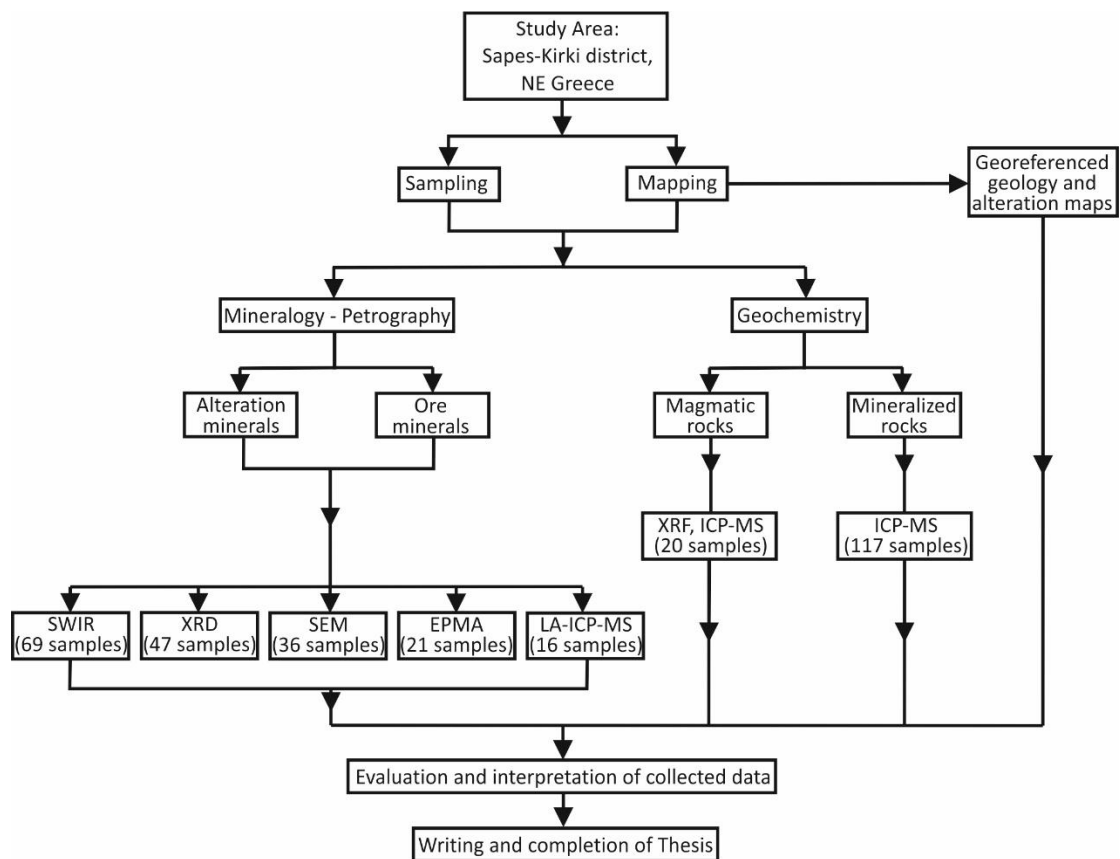 Study Area:
Sapes-Kirki district,
NE Greece
Sampling
Mapping
Georeferenced
geology and
alteration maps
Mineralogy - Petrography
Geochemistry
Alteration
minerals
Ore
minerals
Magmatic
rocks
Mineralized
rocks
XRF, ICP-MS
(20 samples)
ICP-MS
(117 samples)
SWIR
(69 samples)
XRD
(47 samples)
SEM
(36 samples)
EPMA
(21 samples)
LA-ICP-MS
(16 samples)
Evaluation and interpretation of collected data
Writing and completion of Thesis